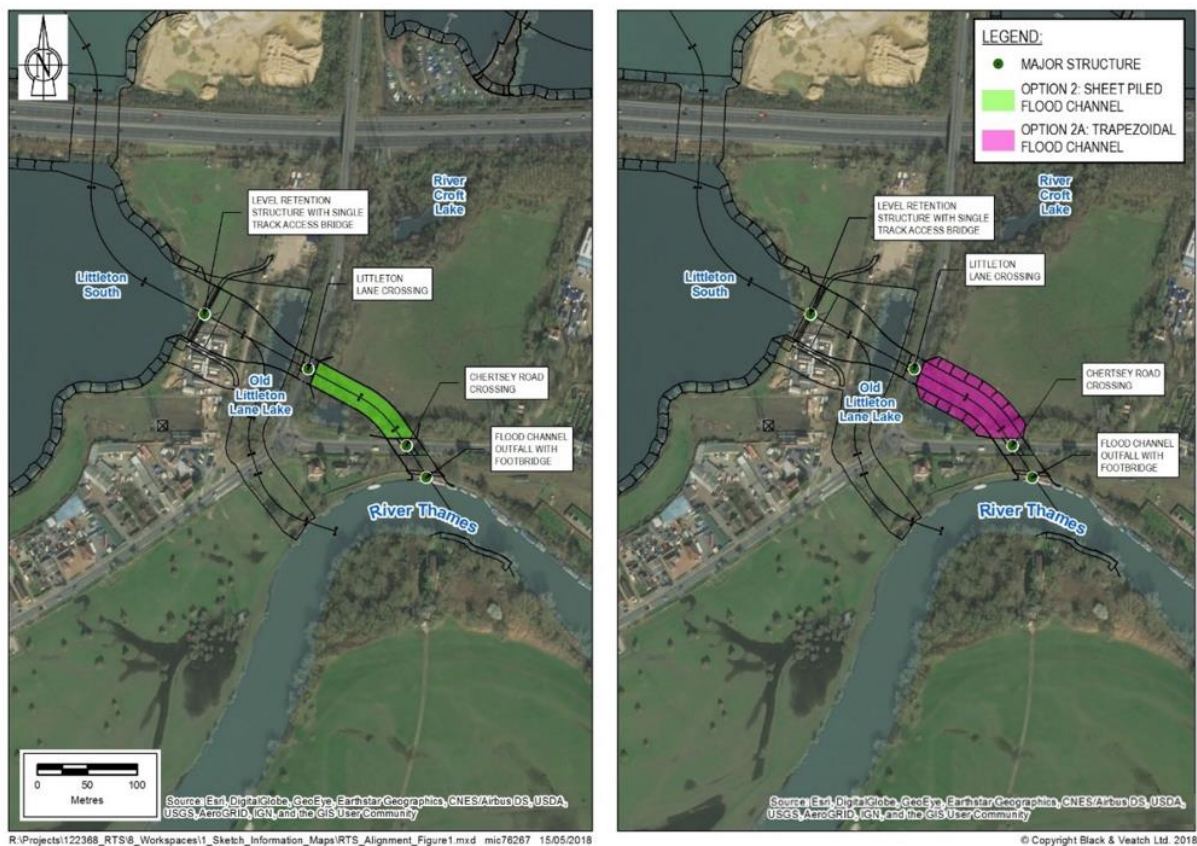 N
LEVEL RETENTION
STRUCTURE WITH SINGLE
TRACK ACCESS BRIDGE
River
Croft
Lake
Littleton
South
LITTLETON
LANE CROSSING
CHERTSEY ROAD
CROSSING
Old
Littleton
Lane Lake
FLOOD CHANNEL
OUTFALL WITH
FOOTBRIDGE
River Thames
0 50 100
Metres
Source: Esri, DigitalGlobe, GeoEye, Earthstar Geographics, CNES/Airbus DS, USDA,
USGS, AeroGRID, IGN, and the GIS User Community
R:\Projects\122368_RTS\8_Workspaces\1_Sketch_Information_Maps\RTS_Alignment_Figure1.mxd mic76267 15/05/2018
LEGEND:
MAJOR STRUCTURE
OPTION 2: SHEET PILED
FLOOD CHANNEL
OPTION 2A: TRAPEZOIDAL
FLOOD CHANNEL
River
Croft
Lake
LEVEL RETENTION
STRUCTURE WITH SINGLE
TRACK ACCESS BRIDGE
Littleton
South
LITTLETON
LANE CROSSING
CHERTSEY ROAD
CROSSING
Old
Littleton
Lane Lake
FLOOD CHANNEL
OUTFALL WITH
FOOTBRIDGE
River Thames
Source: Esri, DigitalGlobe, GeoEye, Earthstar Geographics, CNES/Airbus DS, USDA,
USGS, AeroGRID, IGN, and the GIS User Community
© Copyright Black & Veatch Ltd. 2018